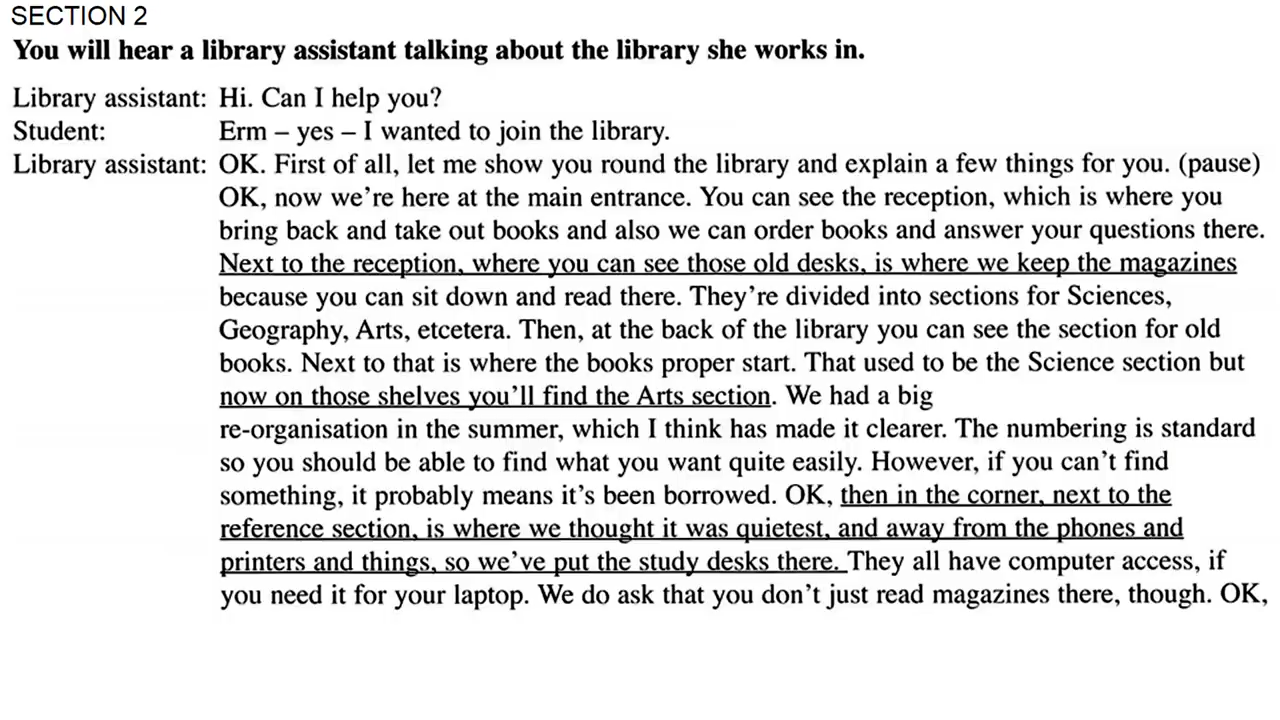 SECTION 2
You will hear a library assistant talking about the library she works in.
Library assistant: Hi. Can I help you?
Student: Erm – yes – I wanted to join the library.
Library assistant: OK. First of all, let me show you round the library and explain a few things for you. (pause)
OK, now we're here at the main entrance. You can see the reception, which is where you
bring back and take out books and also we can order books and answer your questions there.
Next to the reception, where you can see those old desks, is where we keep the magazines
because you can sit down and read there. They're divided into sections for Sciences,
Geography, Arts, etcetera. Then, at the back of the library you can see the section for old
books. Next to that is where the books proper start. That used to be the Science section but
now on those shelves you'll find the Arts section. We had a big
re-organisation in the summer, which I think has made it clearer. The numbering is standard
so you should be able to find what you want quite easily. However, if you can't find
something, it probably means it's been borrowed. OK, then in the corner, next to the
reference section, is where we thought it was quietest, and away from the phones and
printers and things, so we've put the study desks there. They all have computer access, if
you need it for your laptop. We do ask that you don't just read magazines there, though. OK,